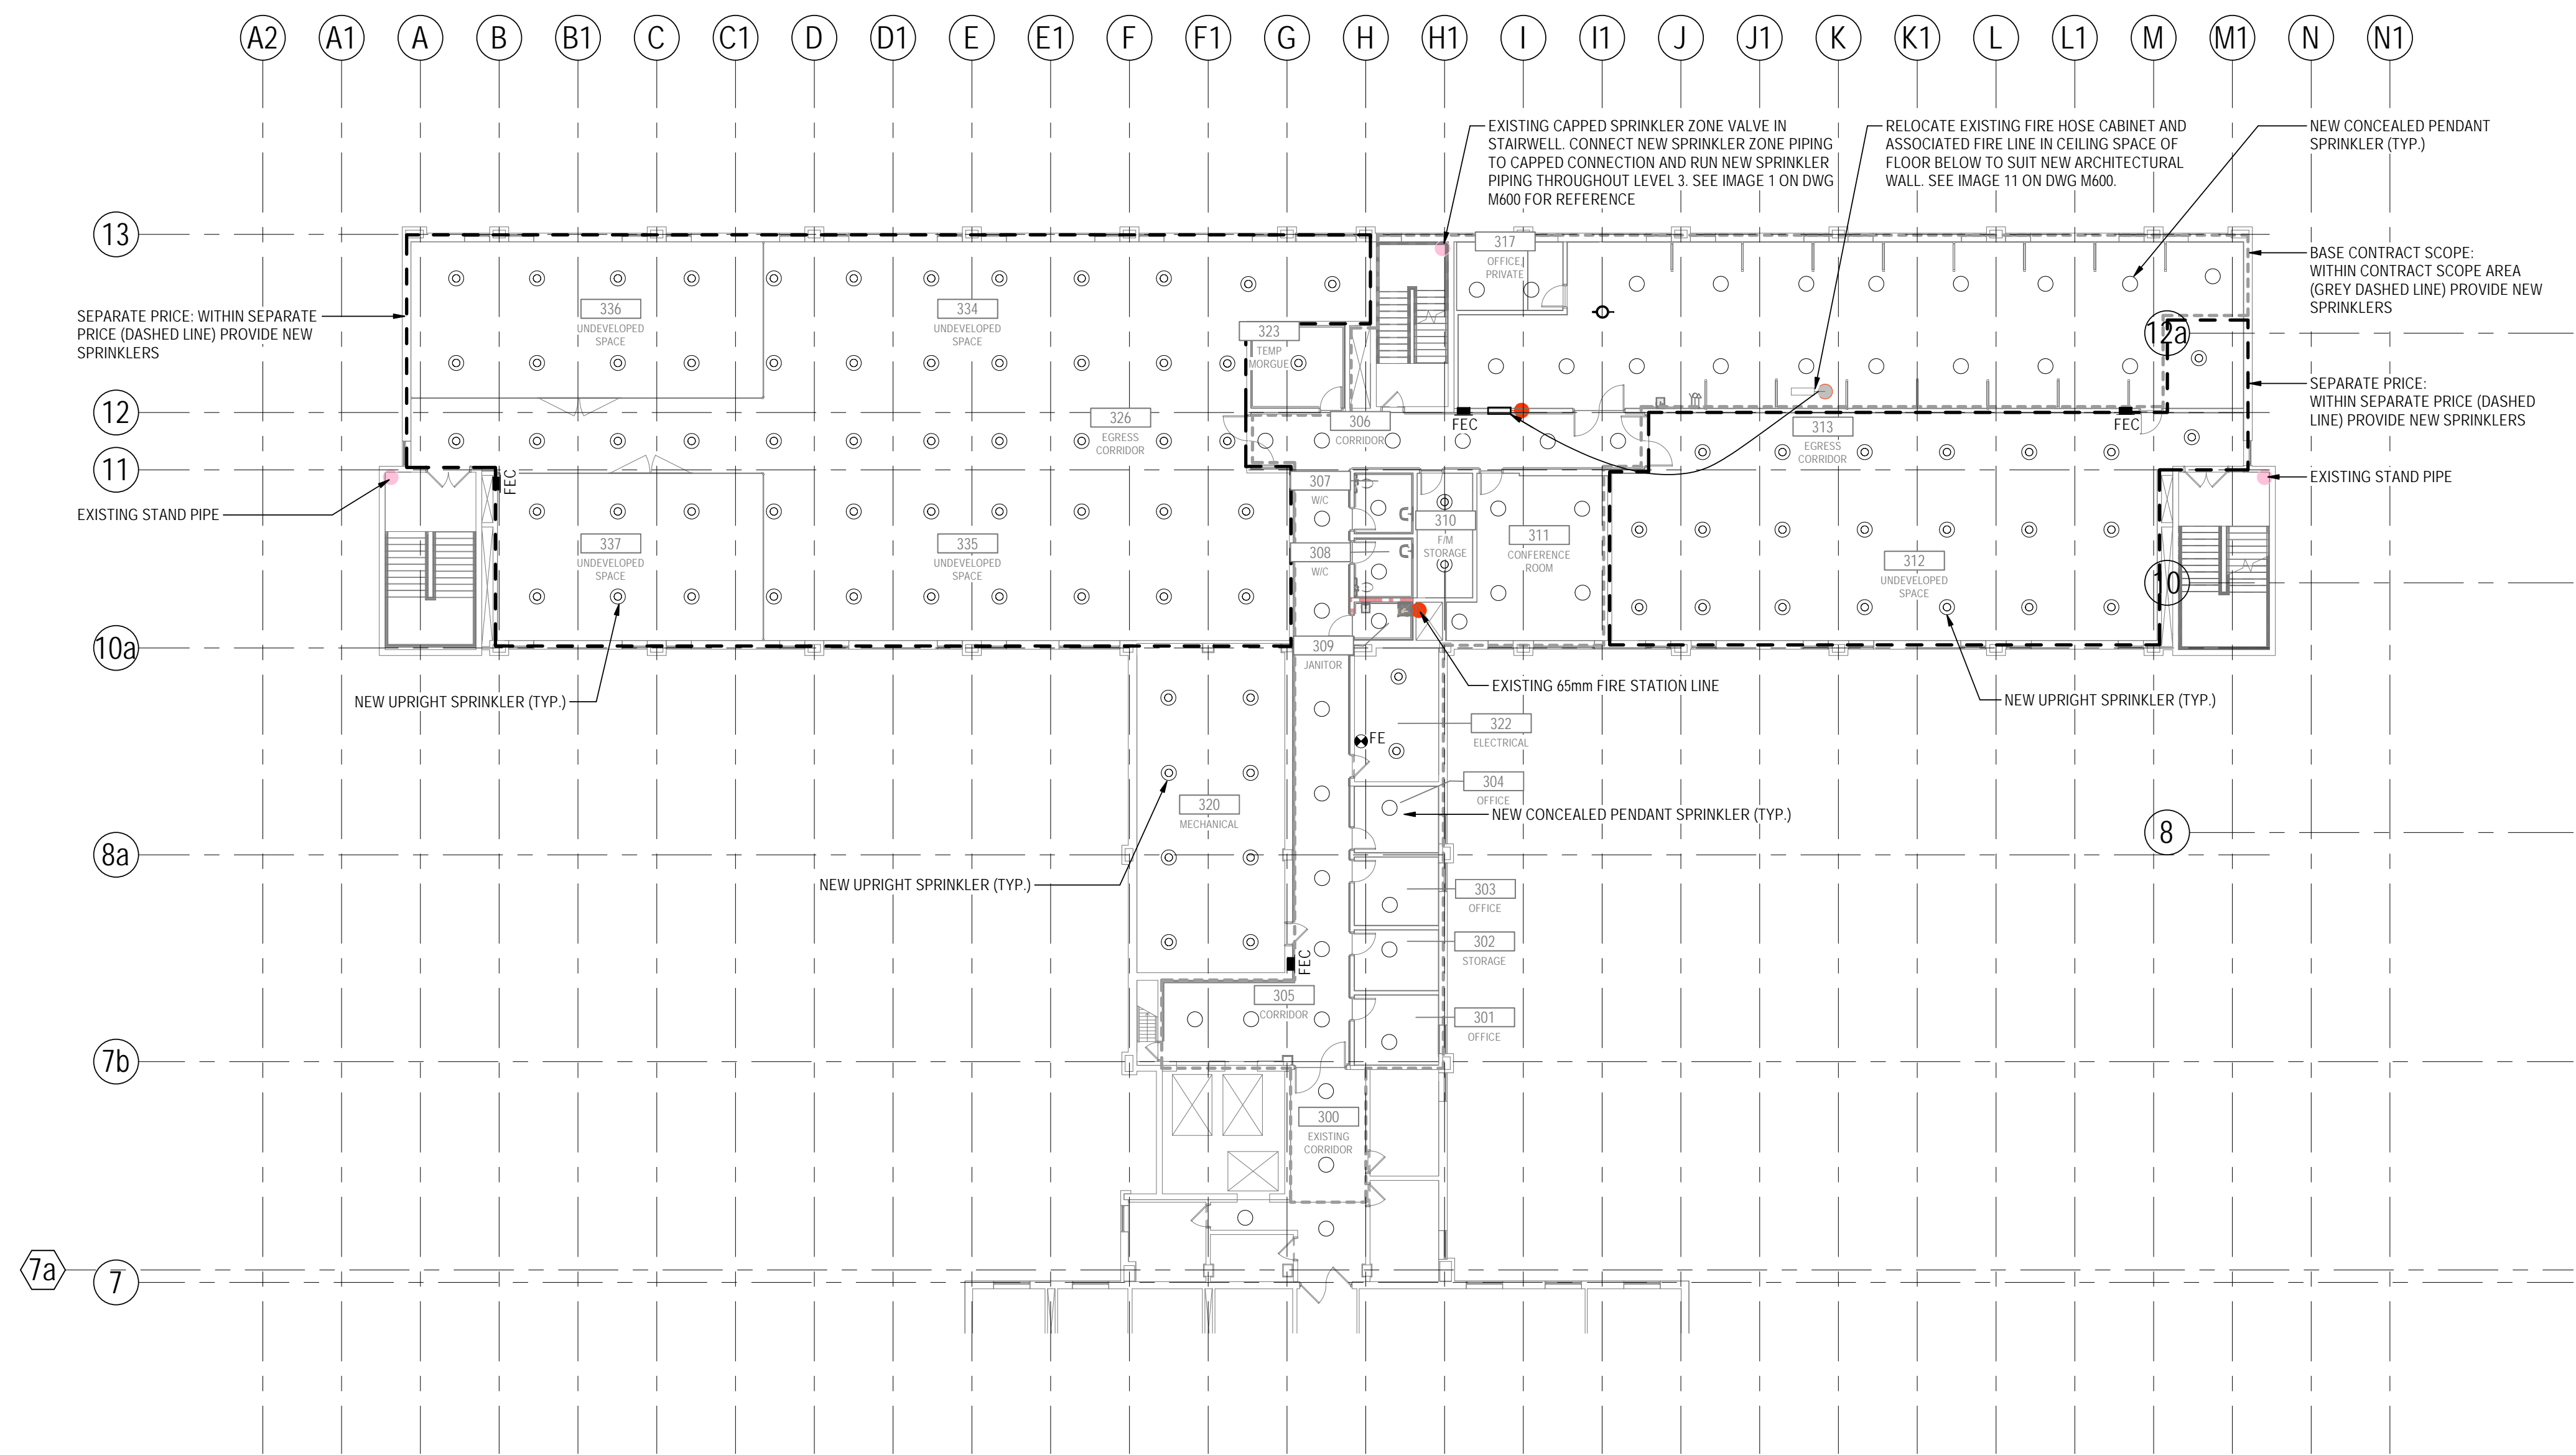 A2
A1
A
B
B1
C
C1
D
D1
E
E1
F
F1
G
H
H1
I
I1
J
J1
K
K1
L
L1
M
M1
N
N1
EXISTING CAPPED SPRINKLER ZONE VALVE IN
STAIRWELL. CONNECT NEW SPRINKLER ZONE PIPING
TO CAPPED CONNECTION AND RUN NEW SPRINKLER
PIPING THROUGHOUT LEVEL 3. SEE IMAGE 1 ON DWG
M600 FOR REFERENCE
RELOCATE EXISTING FIRE HOSE CABINET AND
ASSOCIATED FIRE LINE IN CEILING SPACE OF
FLOOR BELOW TO SUIT NEW ARCHITECTURAL
WALL. SEE IMAGE 11 ON DWG M600.
NEW CONCEALED PENDANT
SPRINKLER (TYP.)
13
317
OFFICE,
PRIVATE
BASE CONTRACT SCOPE:
WITHIN CONTRACT SCOPE AREA
(GREY DASHED LINE) PROVIDE NEW
SPRINKLERS
SEPARATE PRICE: WITHIN SEPARATE
PRICE (DASHED LINE) PROVIDE NEW
SPRINKLERS
336
UNDEVELOPED
SPACE
334
UNDEVELOPED
SPACE
323
TEMP
MORGUE
12a
SEPARATE PRICE:
WITHIN SEPARATE PRICE (DASHED
LINE) PROVIDE NEW SPRINKLERS
12
326
EGRESS
CORRIDOR
306
CORRIDOR
FEC
313
EGRESS
CORRIDOR
FEC
11
FEC
EXISTING STAND PIPE
307
W/C
310
F/M
STORAGE
EXISTING STAND PIPE
337
UNDEVELOPED
SPACE
335
UNDEVELOPED
SPACE
308
W/C
311
CONFERENCE
ROOM
312
UNDEVELOPED
SPACE
10
10a
309
JANITOR
NEW UPRIGHT SPRINKLER (TYP.)
EXISTING 65mm FIRE STATION LINE
NEW UPRIGHT SPRINKLER (TYP.)
322
ELECTRICAL
FE
304
OFFICE
NEW CONCEALED PENDANT SPRINKLER (TYP.)
320
MECHANICAL
8
8a
NEW UPRIGHT SPRINKLER (TYP.)
303
OFFICE
302
STORAGE
FEC
305
CORRIDOR
301
OFFICE
7b
300
EXISTING
CORRIDOR
7a
7